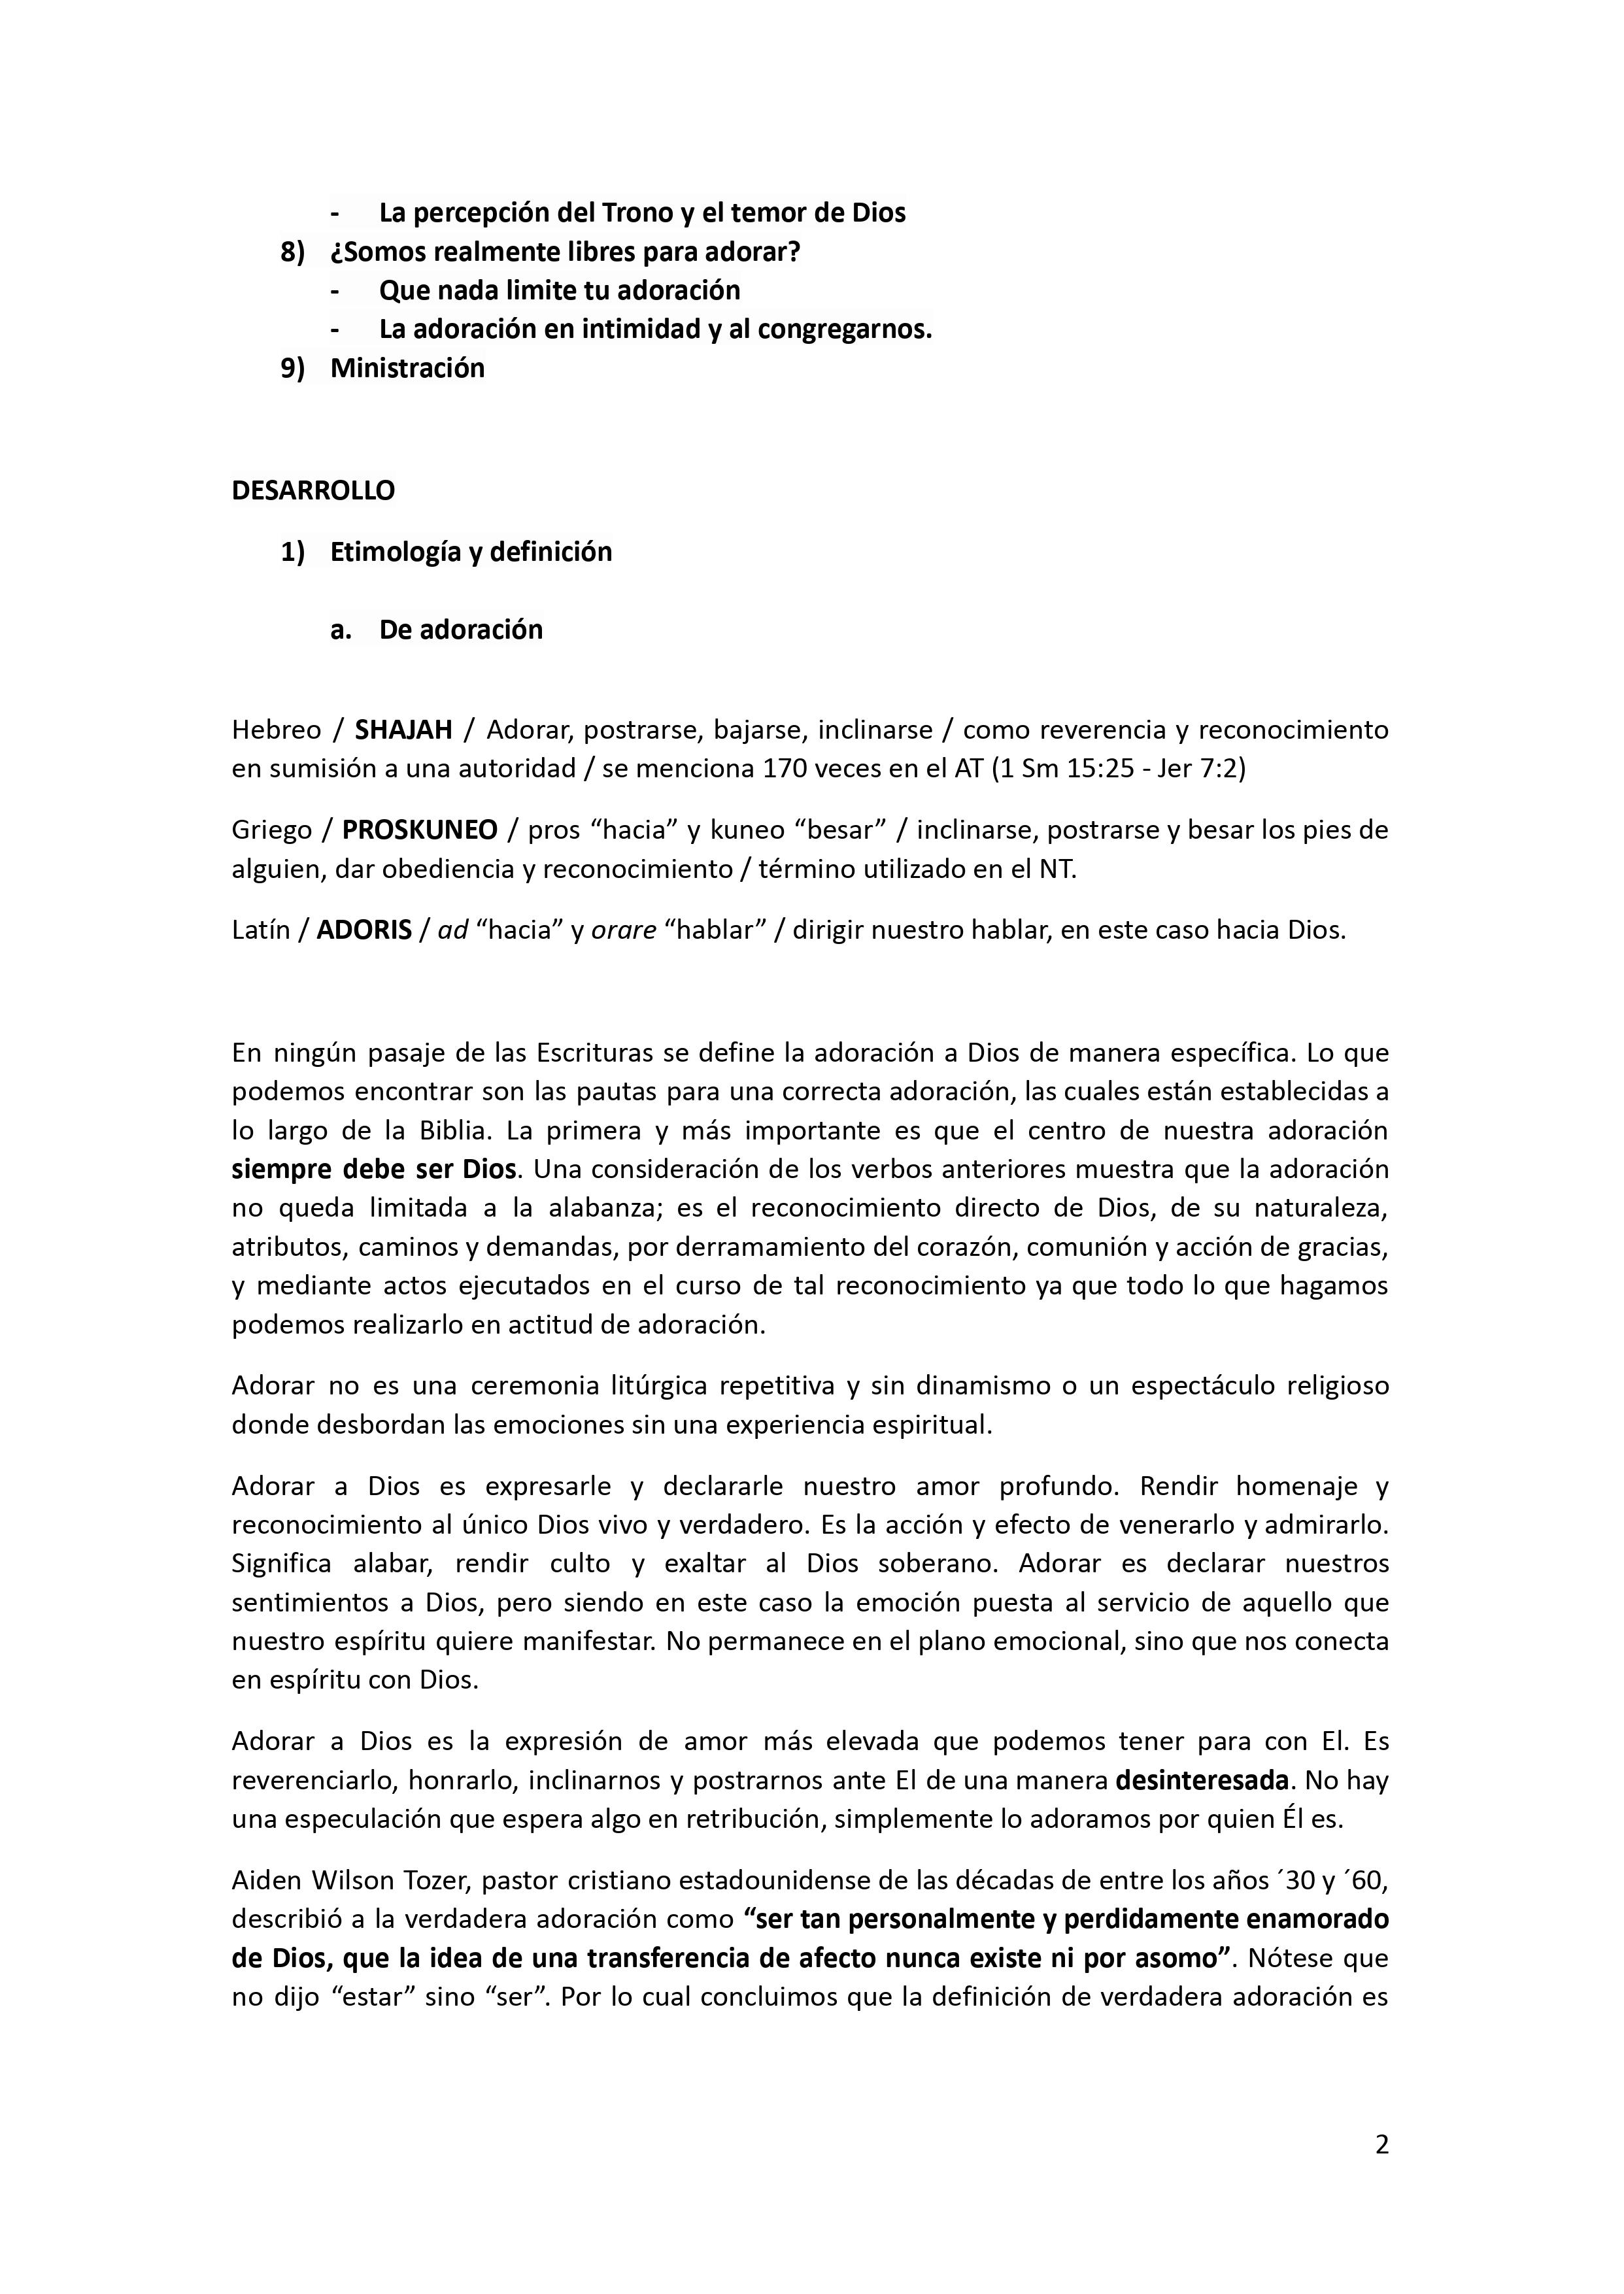 - La percepción del Trono y el temor de Dios
8) ¿Somos realmente libres para adorar?
- Que nada limite tu adoración
- La adoración en intimidad y al congregarnos.
9) Ministración
DESARROLLO
1) Etimología y definición
a. De adoración
Hebreo / SHAJAH / Adorar, postrarse, bajarse, inclinarse / como reverencia y reconocimiento
en sumisión a una autoridad / se menciona 170 veces en el AT (1 Sm 15:25 - Jer 7:2)
Griego / PROSKUNEO / pros “hacia” y kuneo “besar” / inclinarse, postrarse y besar los pies de
alguien, dar obediencia y reconocimiento / término utilizado en el NT.
Latín / ADORIS / ad “hacia” y orare “hablar” / dirigir nuestro hablar, en este caso hacia Dios.
En ningún pasaje de las Escrituras se define la adoración a Dios de manera específica. Lo que
podemos encontrar son las pautas para una correcta adoración, las cuales están establecidas a
lo largo de la Biblia. La primera y más importante es que el centro de nuestra adoración
siempre debe ser Dios. Una consideración de los verbos anteriores muestra que la adoración
no queda limitada a la alabanza; es el reconocimiento directo de Dios, de su naturaleza,
atributos, caminos y demandas, por derramamiento del corazón, comunión y acción de gracias,
y mediante actos ejecutados en el curso de tal reconocimiento ya que todo lo que hagamos
podemos realizarlo en actitud de adoración.
Adorar no es una ceremonia litúrgica repetitiva y sin dinamismo o un espectáculo religioso
donde desbordan las emociones sin una experiencia espiritual.
Adorar a Dios es expresarle y declararle nuestro amor profundo. Rendir homenaje y
reconocimiento al único Dios vivo y verdadero. Es la acción y efecto de venerarlo y admirarlo.
Significa alabar, rendir culto y exaltar al Dios soberano. Adorar es declarar nuestros
sentimientos a Dios, pero siendo en este caso la emoción puesta al servicio de aquello que
nuestro espíritu quiere manifestar. No permanece en el plano emocional, sino que nos conecta
en espíritu con Dios.
Adorar a Dios es la expresión de amor más elevada que podemos tener para con El. Es
reverenciarlo, honrarlo, inclinarnos y postrarnos ante El de una manera desinteresada. No hay
una especulación que espera algo en retribución, simplemente lo adoramos por quien Él es.
Aiden Wilson Tozer, pastor cristiano estadounidense de las décadas de entre los años ´30 y ´60,
describió a la verdadera adoración como “ser tan personalmente y perdidamente enamorado
de Dios, que la idea de una transferencia de afecto nunca existe ni por asomo”. Nótese que
no dijo “estar” sino “ser”. Por lo cual concluimos que la definición de verdadera adoración es
2